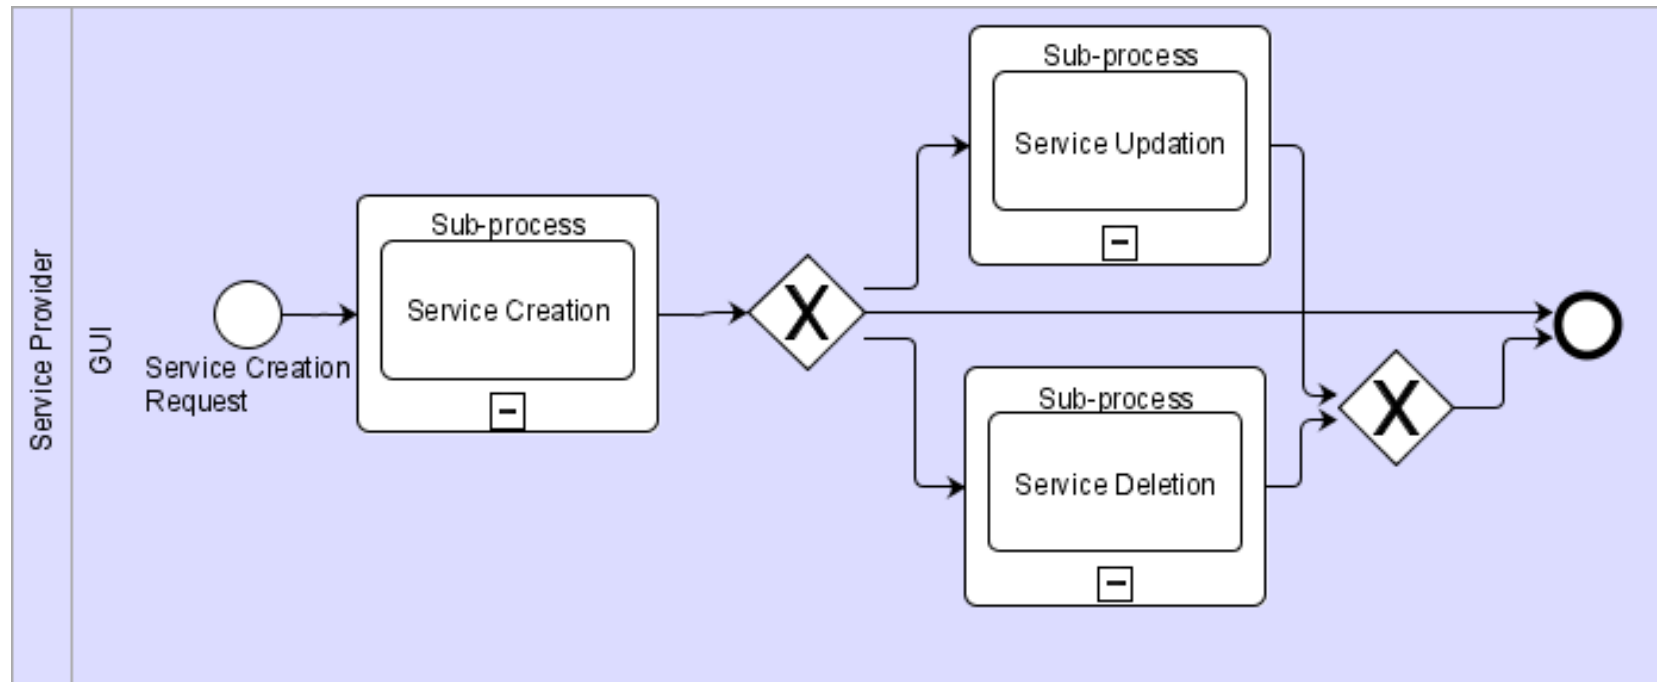 Service Provider
GUI
Service Creation
Request
Sub-process
Service Creation
X
Sub-process
Service Updation
Sub-process
Service Deletion
X